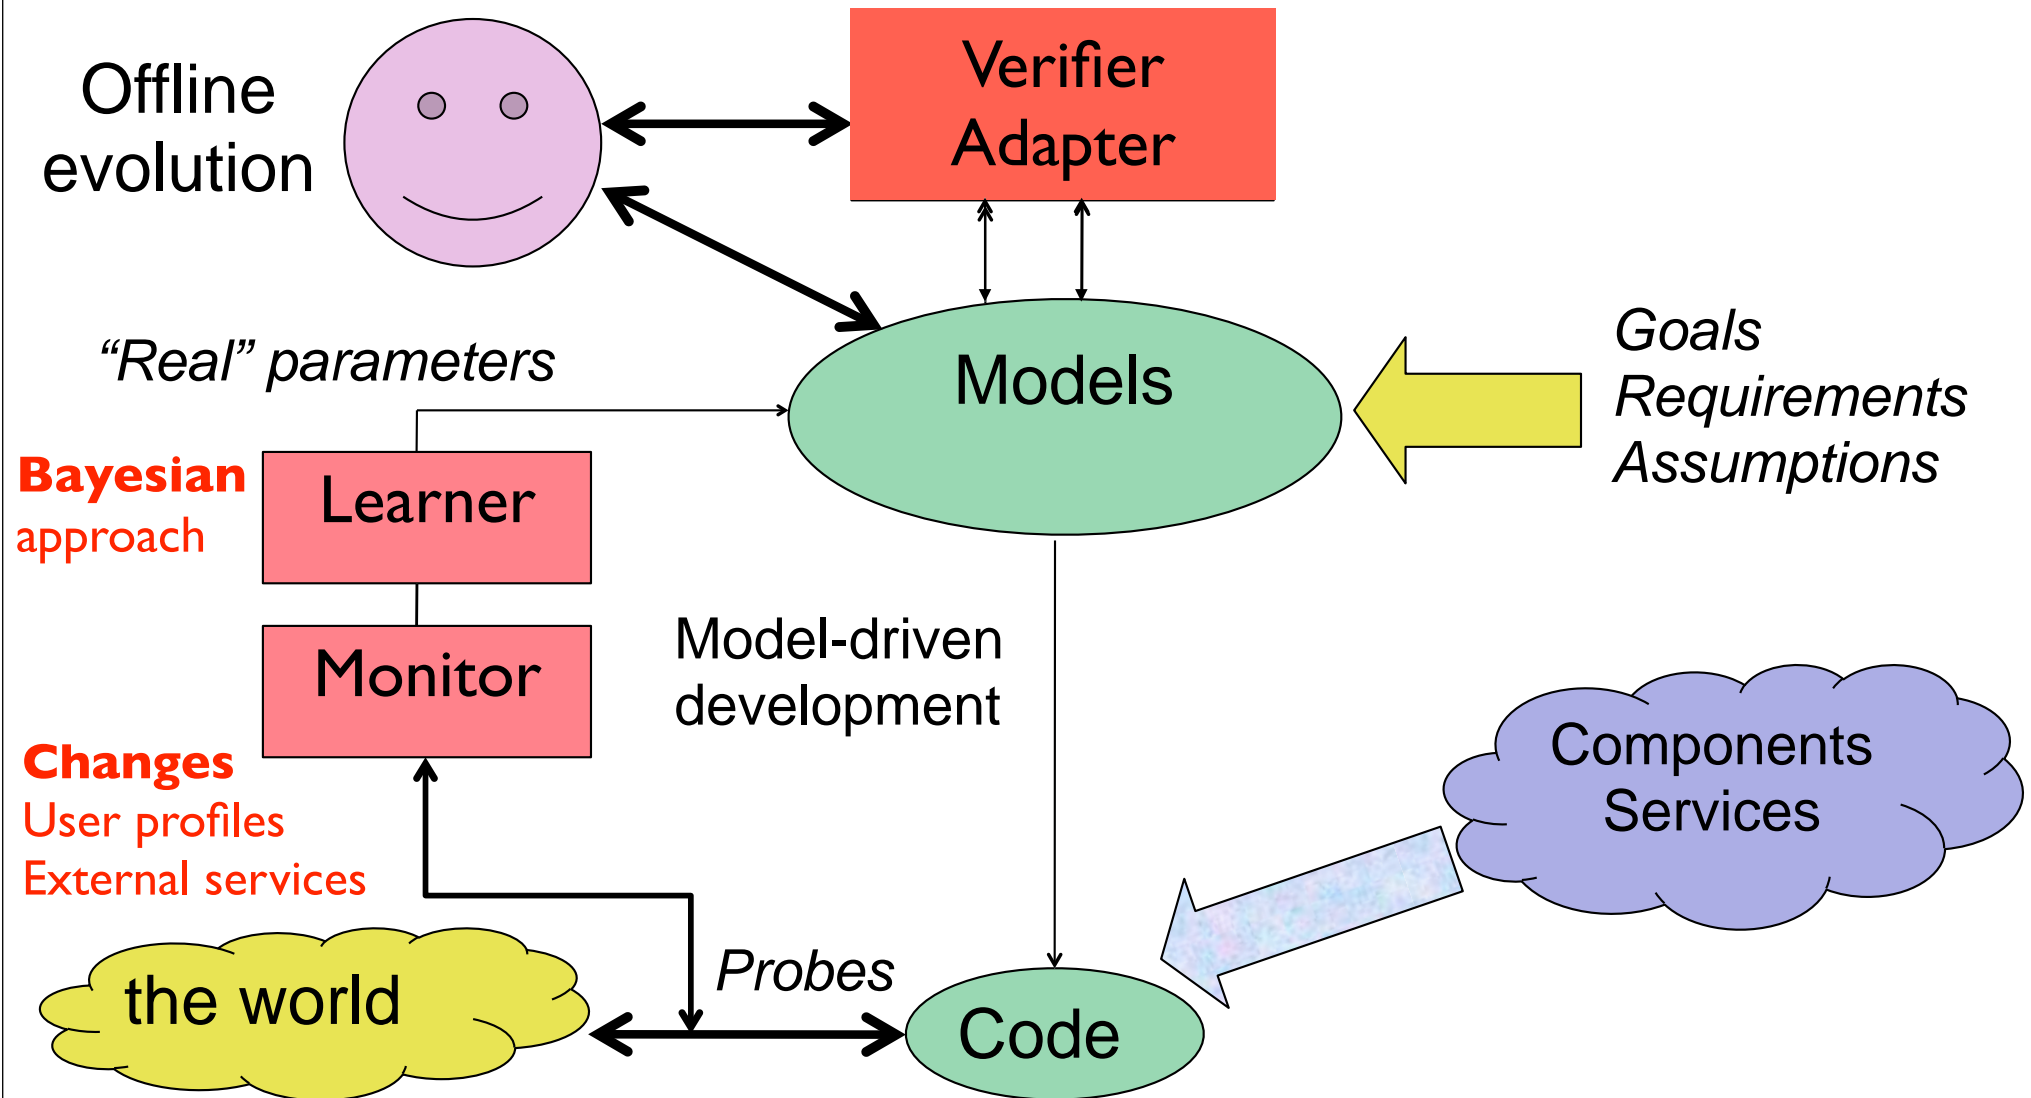 Offline
evolution
Verifier
Adapter
“Real” parameters
Models
Goals
Requirements
Assumptions
Bayesian
approach
Learner
Monitor
Model-driven
development
Changes
User profiles
External services
Components
Services
the world
Probes
Code